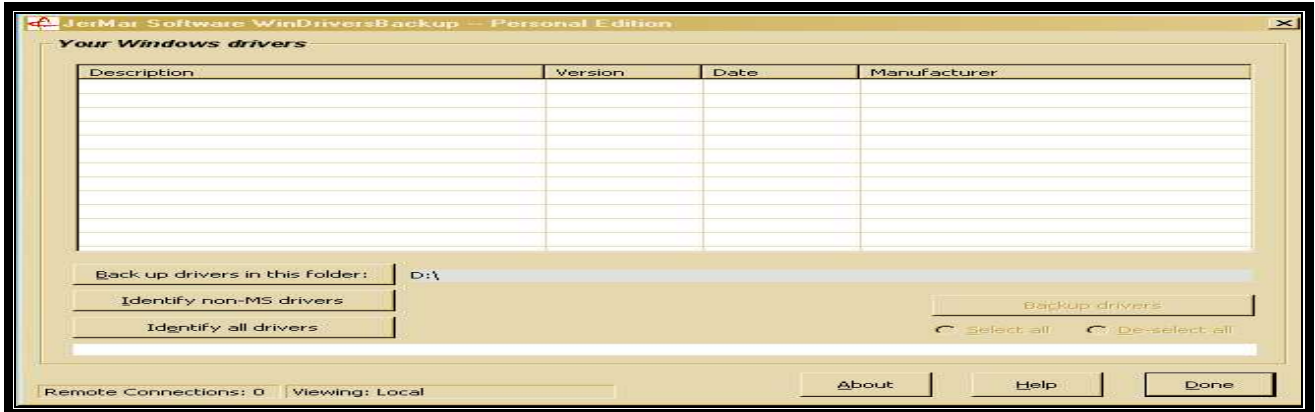 JerMar Software WinDriversBackup -- Personal Edition
Your Windows drivers
Description Version Date Manufacturer
Back up drivers in this folder: D:\
Identify non-MS drivers
Backup drivers
Identify all drivers
Select all De-select all
Remote Connections: 0 Viewing: Local
About Help Done